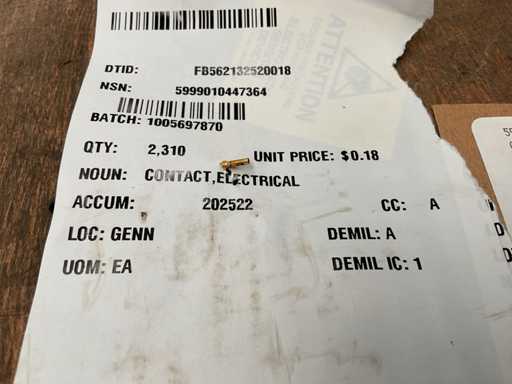 DTID: FB562132520018
NSN: 5999010447364
BATCH: 1005697870
QTY: 2,310 UNIT PRICE: $0.18
NOUN: CONTACT,ELECTRICAL
ACCUM: 202522 CC: A
LOC: GENN DEMIL: A
UOM: EA DEMIL IC: 1
ATTENTION